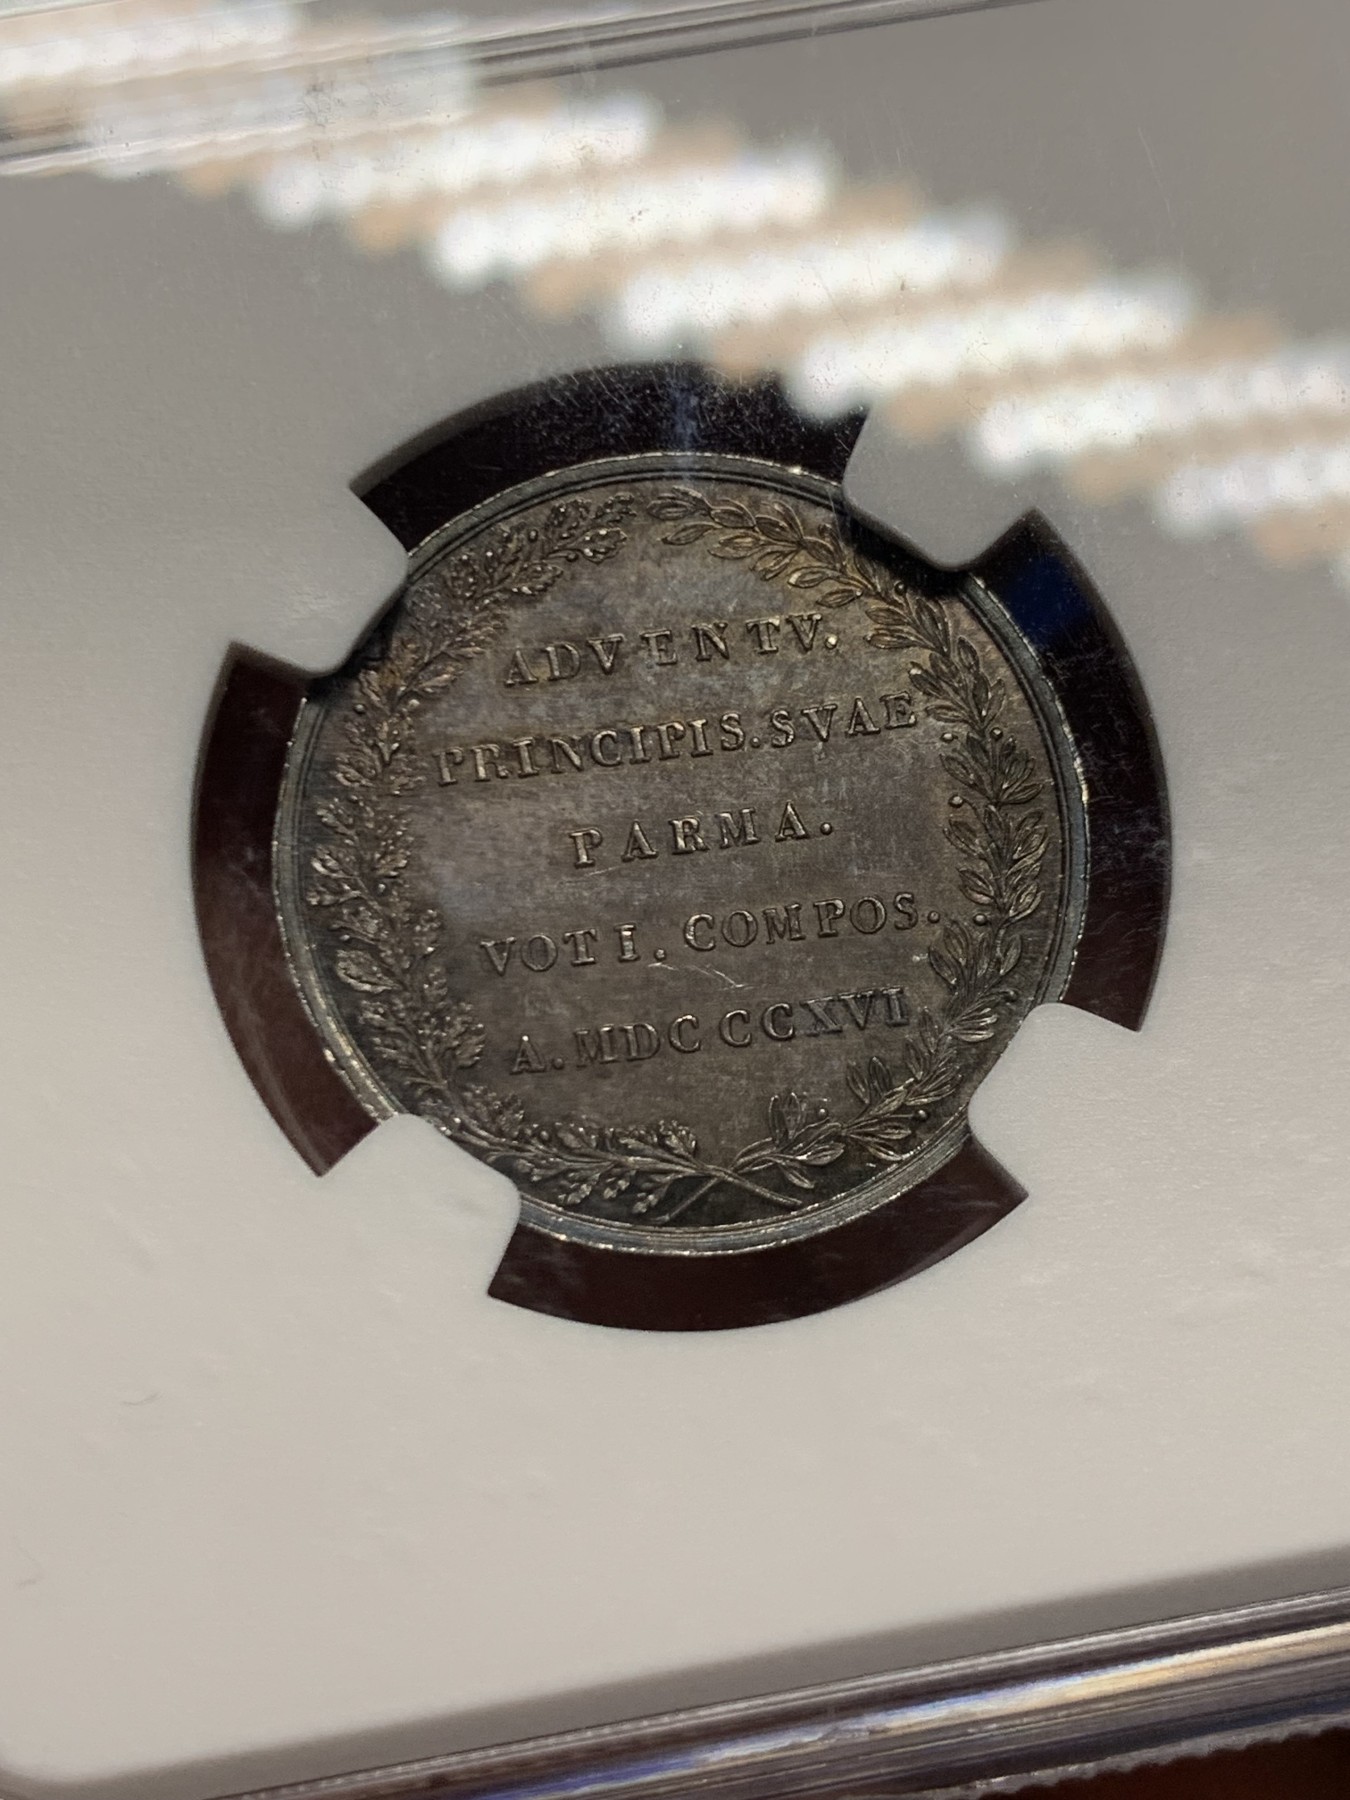 ADVENTV.
PRINCIPIS.SVAE
PARMA.
VOTI.COMPOS.
A.MDCCCXVI